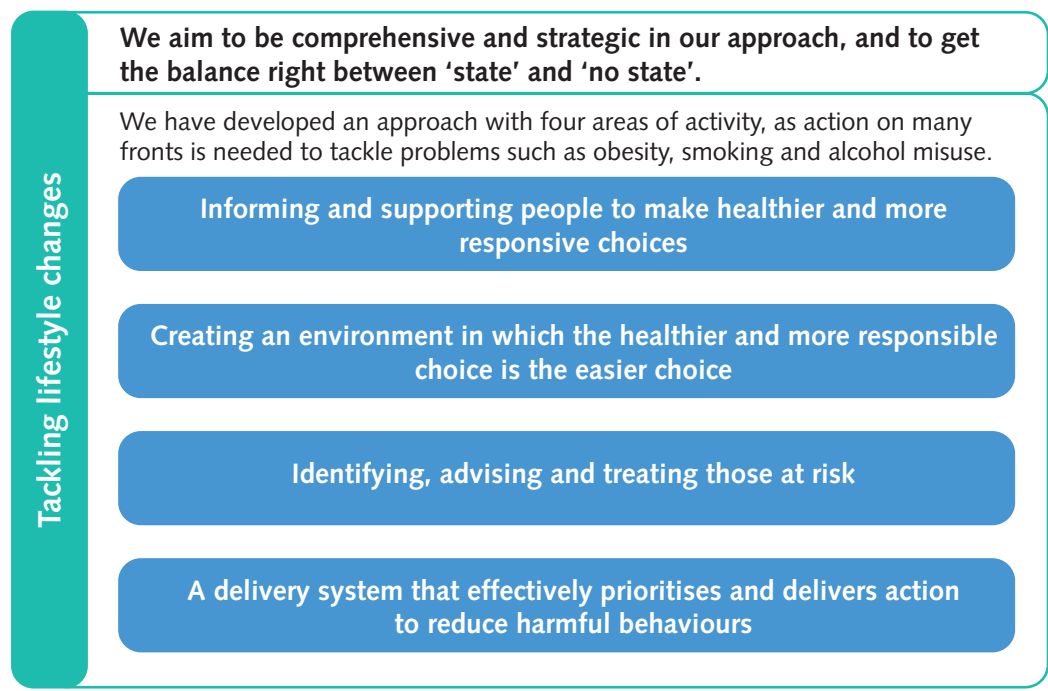 Tackling lifestyle changes
We aim to be comprehensive and strategic in our approach, and to get
the balance right between ‘state’ and ‘no state’.
We have developed an approach with four areas of activity, as action on many
fronts is needed to tackle problems such as obesity, smoking and alcohol misuse.
Informing and supporting people to make healthier and more
responsive choices
Creating an environment in which the healthier and more responsible
choice is the easier choice
Identifying, advising and treating those at risk
A delivery system that effectively prioritises and delivers action
to reduce harmful behaviours